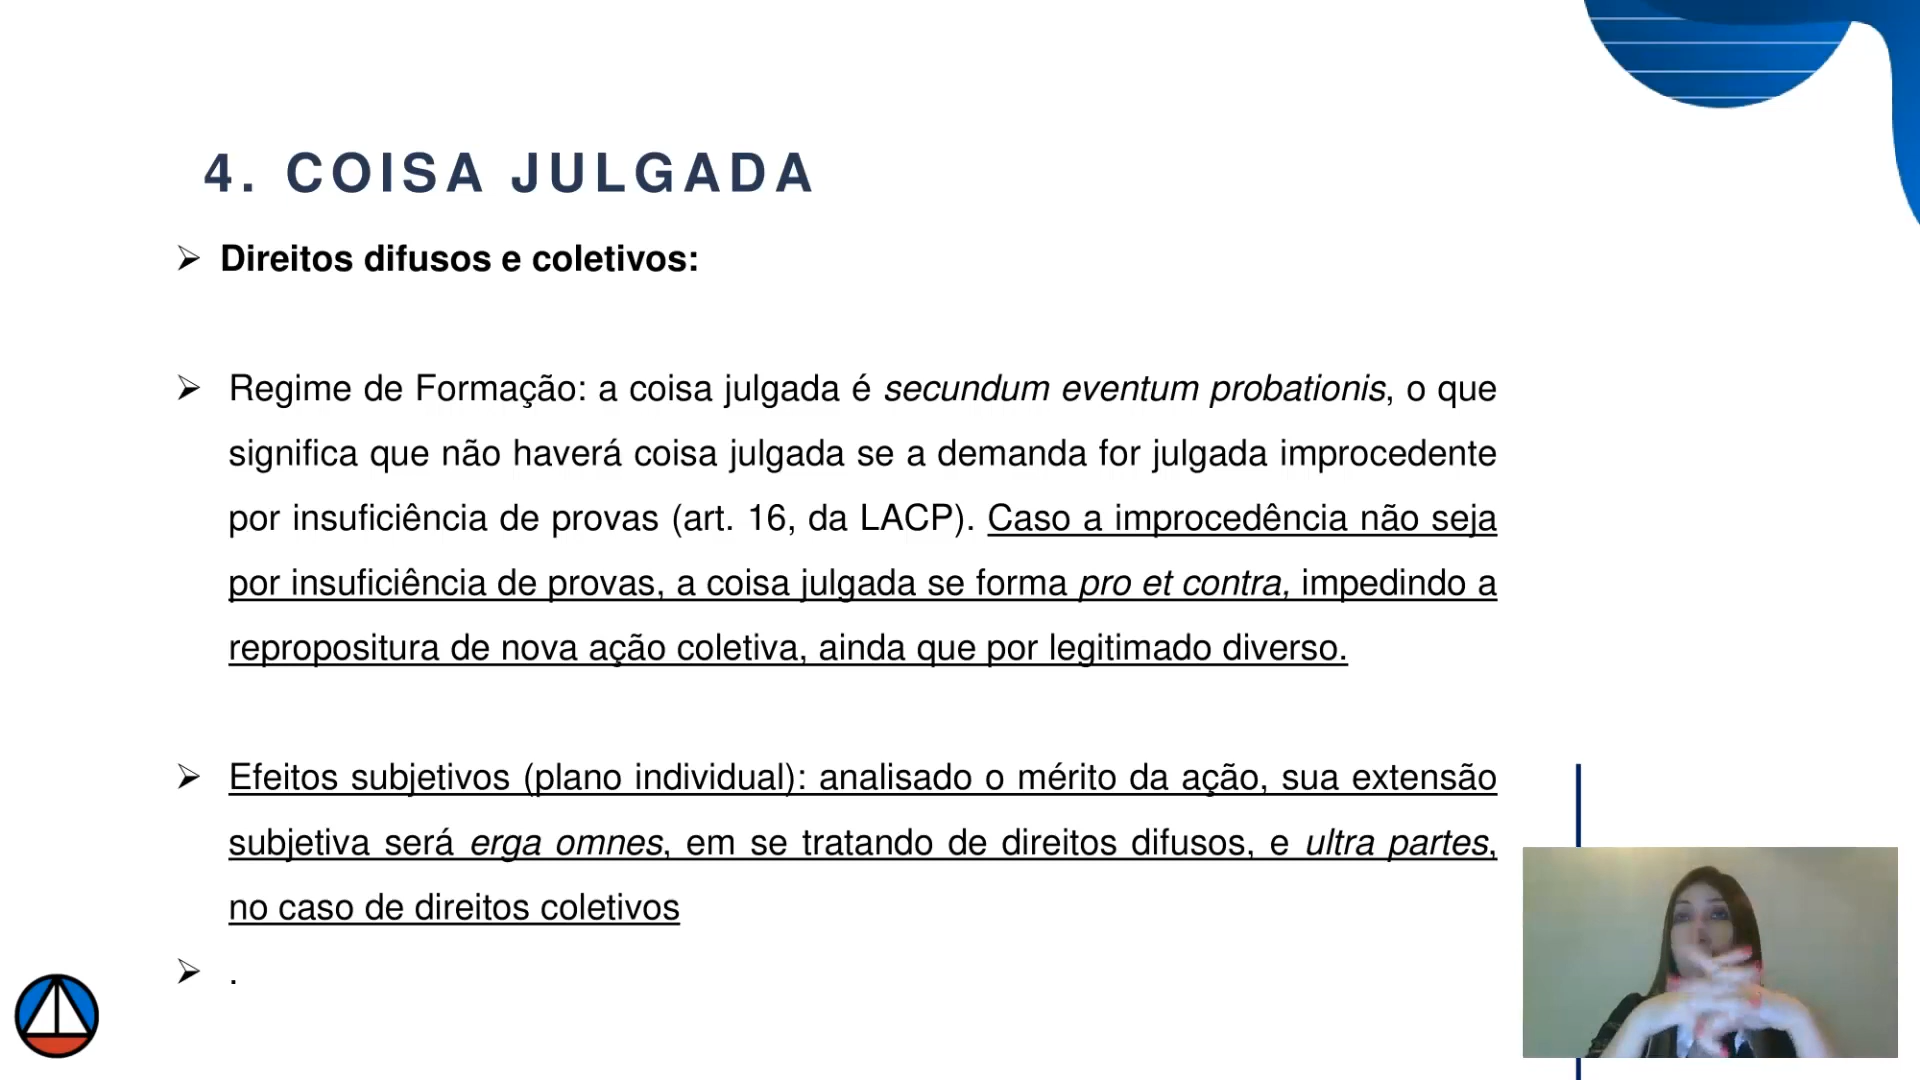 4. COISA JULGADA
➢ Direitos difusos e coletivos:
➢ Regime de Formação: a coisa julgada é secundum eventum probationis, o que
significa que não haverá coisa julgada se a demanda for julgada improcedente
por insuficiência de provas (art. 16, da LACP). Caso a improcedência não seja
por insuficiência de provas, a coisa julgada se forma pro et contra, impedindo a
repropositura de nova ação coletiva, ainda que por legitimado diverso.
➢ Efeitos subjetivos (plano individual): analisado o mérito da ação, sua extensão
subjetiva será erga omnes, em se tratando de direitos difusos, e ultra partes,
no caso de direitos coletivos
➢ .